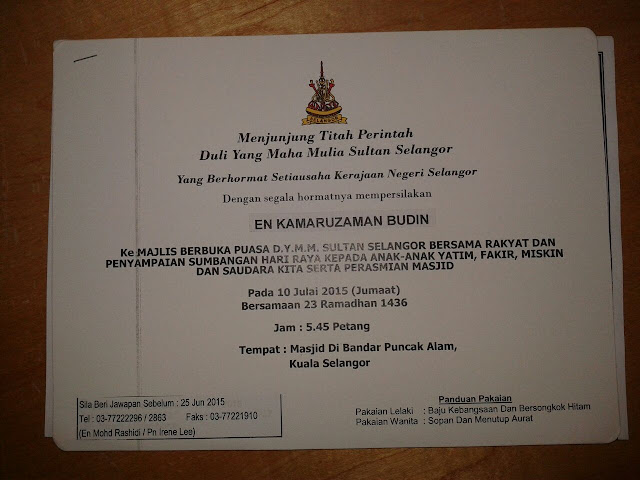 SELANGOR
Menjunjung Titah Perintah
Duli Yang Maha Mulia Sultan Selangor
Yang Berhormat Setiausaha Kerajaan Negeri Selangor
Dengan segala hormatnya mempersilakan
EN KAMARUZAMAN BUDIN
Ke MAJLIS BERBUKA PUASA D.Y.M.M. SULTAN SELANGOR BERSAMA RAKYAT DAN
PENYAMPAIAN SUMBANGAN HARI RAYA KEPADA ANAK-ANAK YATIM, FAKIR, MISKIN
DAN SAUDARA KITA SERTA PERASMIAN MASJID
Pada 10 Julai 2015 (Jumaat)
Bersamaan 23 Ramadhan 1436
Jam : 5.45 Petang
Tempat : Masjid Di Bandar Puncak Alam,
Kuala Selangor
Sila Beri Jawapan Sebelum : 25 Jun 2015
Tel : 03-77222296 / 2863 Faks : 03-77221910
(En Mohd Rashidi / Pn Irene Lee)
Panduan Pakaian
Pakaian Lelaki : Baju Kebangsaan Dan Bersongkok Hitam
Pakaian Wanita : Sopan Dan Menutup Aurat